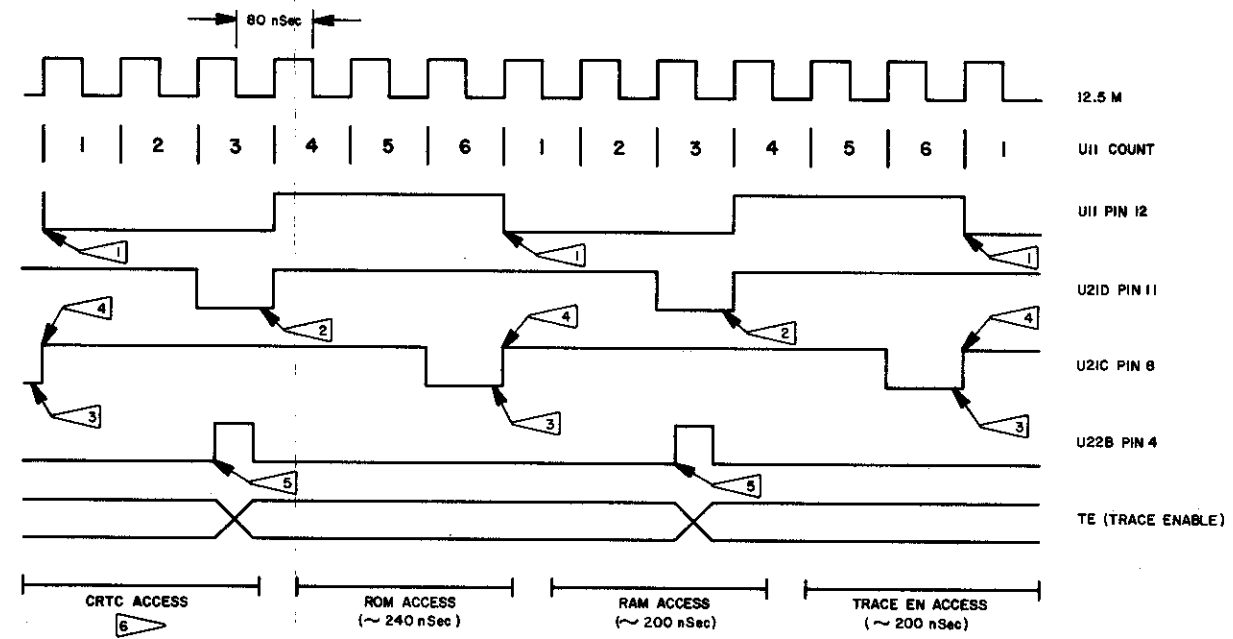 80 nSec
12.5 M
1 2 3 4 5 6 1 2 3 4 5 6 1 U11 COUNT
U11 PIN 12
1 1 1
U21D PIN 11
4 2 4 2 4
U21C PIN 8
3 3 3
U22B PIN 4
5 5
TE (TRACE ENABLE)
CRTC ACCESS ROM ACCESS RAM ACCESS TRACE EN ACCESS
6 (~ 240 nSec) (~ 200 nSec) (~ 200 nSec)